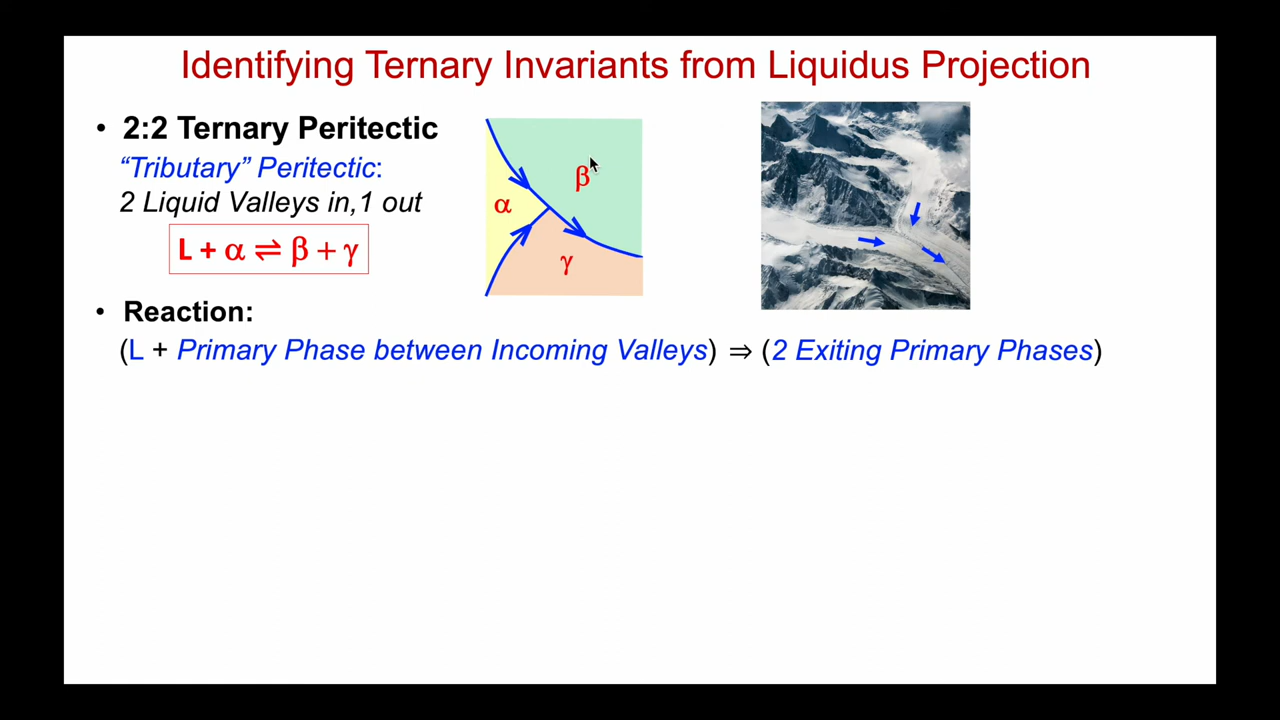 Identifying Ternary Invariants from Liquidus Projection
• 2:2 Ternary Peritectic
“Tributary” Peritectic:
2 Liquid Valleys in,1 out
L + α ⇌ β + γ
α
β
γ
• Reaction:
(L + Primary Phase between Incoming Valleys) ⇒ (2 Exiting Primary Phases)